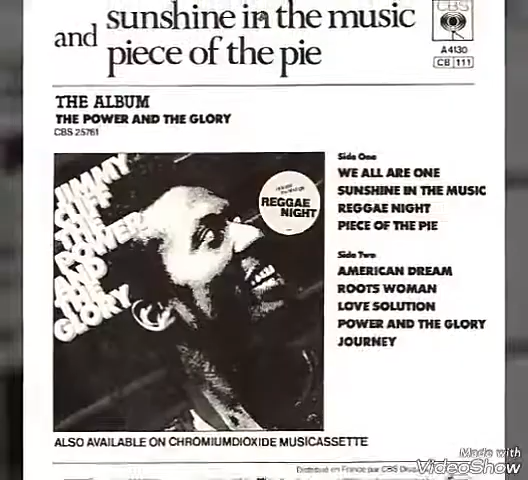 sunshine in the music
and
piece of the pie
CBS
A 4130
CB 111
THE ALBUM
THE POWER AND THE GLORY
CBS 25761
JIMMY
CLIFF
THE
POWER
AND
THE
GLORY
REGGAE
NIGHT
Side One
WE ALL ARE ONE
SUNSHINE IN THE MUSIC
REGGAE NIGHT
PIECE OF THE PIE
Side Two
AMERICAN DREAM
ROOTS WOMAN
LOVE SOLUTION
POWER AND THE GLORY
JOURNEY
ALSO AVAILABLE ON CHROMIUMDIOXIDE MUSICASSETTE
Distribué en France par CBS
Made with
VideoShow